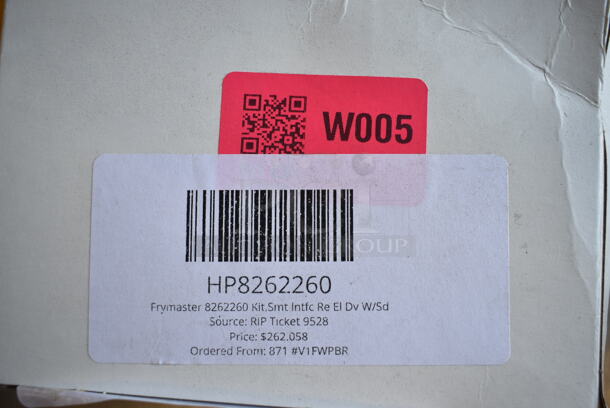 W005
HP8262260
Frymaster 8262260 Kit,Smt Intfc Re El Dv W/Sd
Source: RIP Ticket 9528
Price: $262.058
Ordered From: 871 #V1FWPBR
GROUP